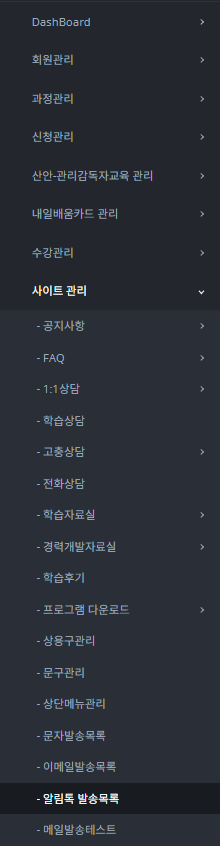 DashBoard
회원관리
과정관리
신청관리
산안-관리감독자교육 관리
내일배움카드 관리
수강관리
사이트 관리
- 공지사항
- FAQ
- 1:1상담
- 학습상담
- 고충상담
- 전화상담
- 학습자료실
- 경력개발자료실
- 학습후기
- 프로그램 다운로드
- 상용구관리
- 문구관리
- 상단메뉴관리
- 문자발송목록
- 이메일발송목록
- 알림톡 발송목록
- 메일발송테스트